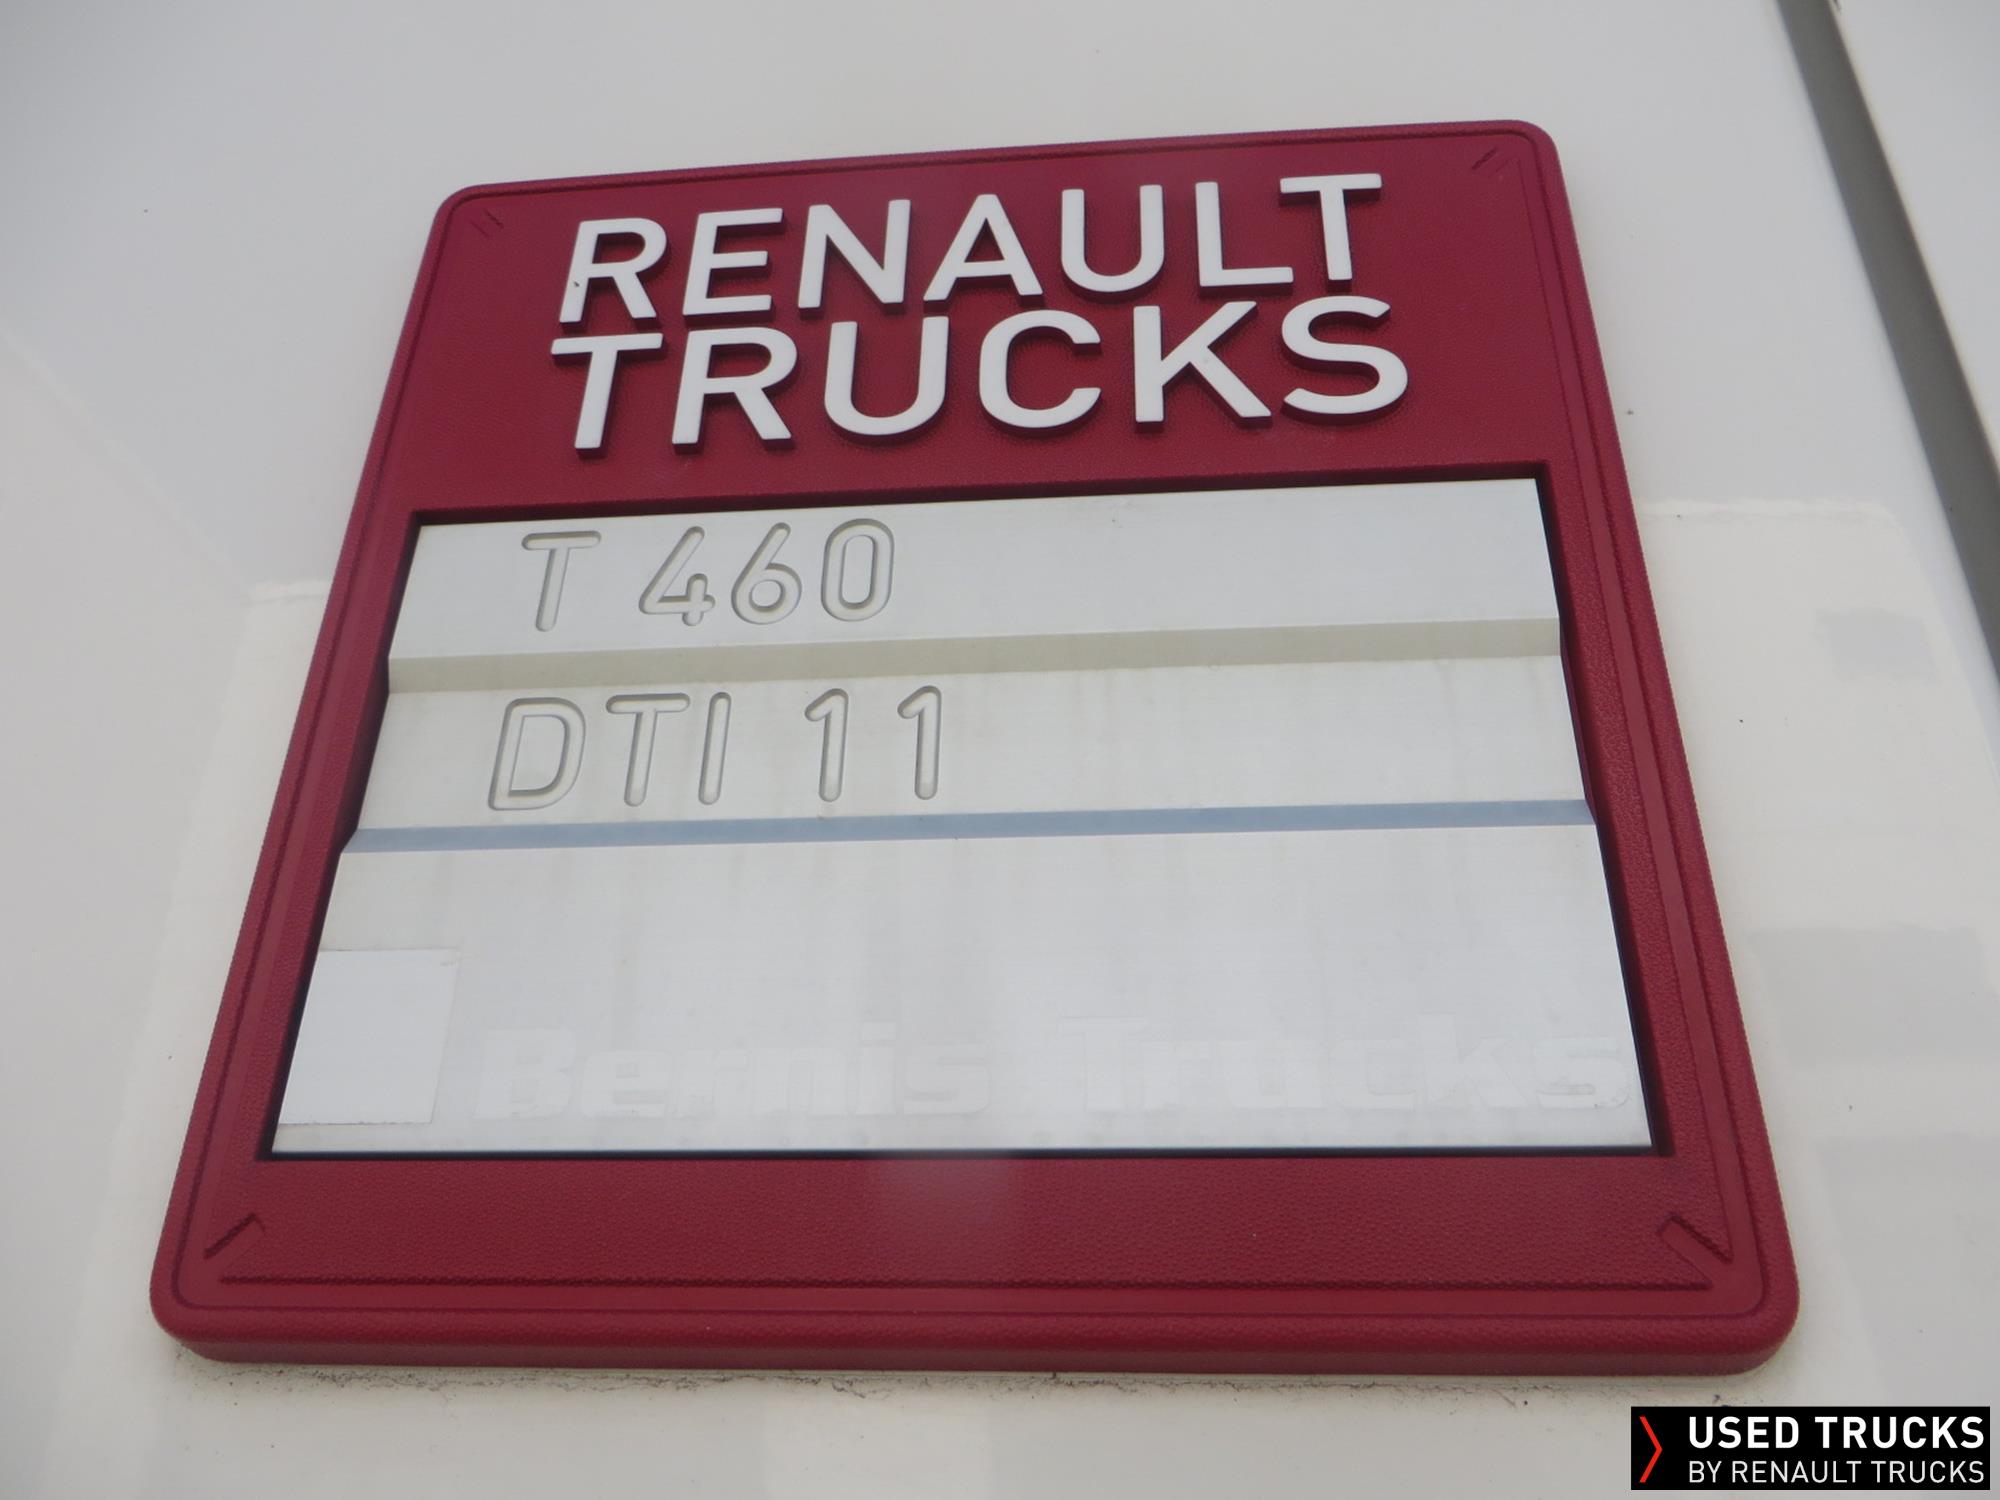 RENAULT
TRUCKS
T 460
DTI 11
Bernis Trucks
USED TRUCKS
BY RENAULT TRUCKS